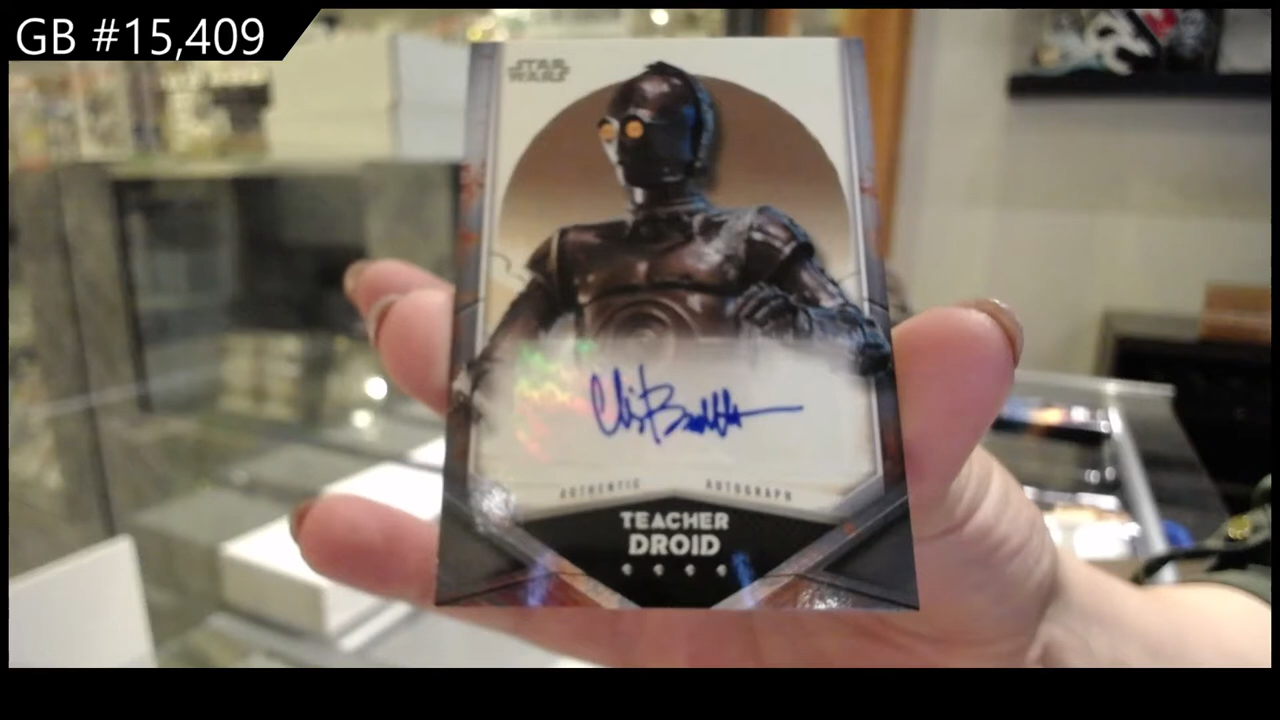 GB #15,409
STAR
WARS
AUTHENTIC AUTOGRAPH
TEACHER
DROID